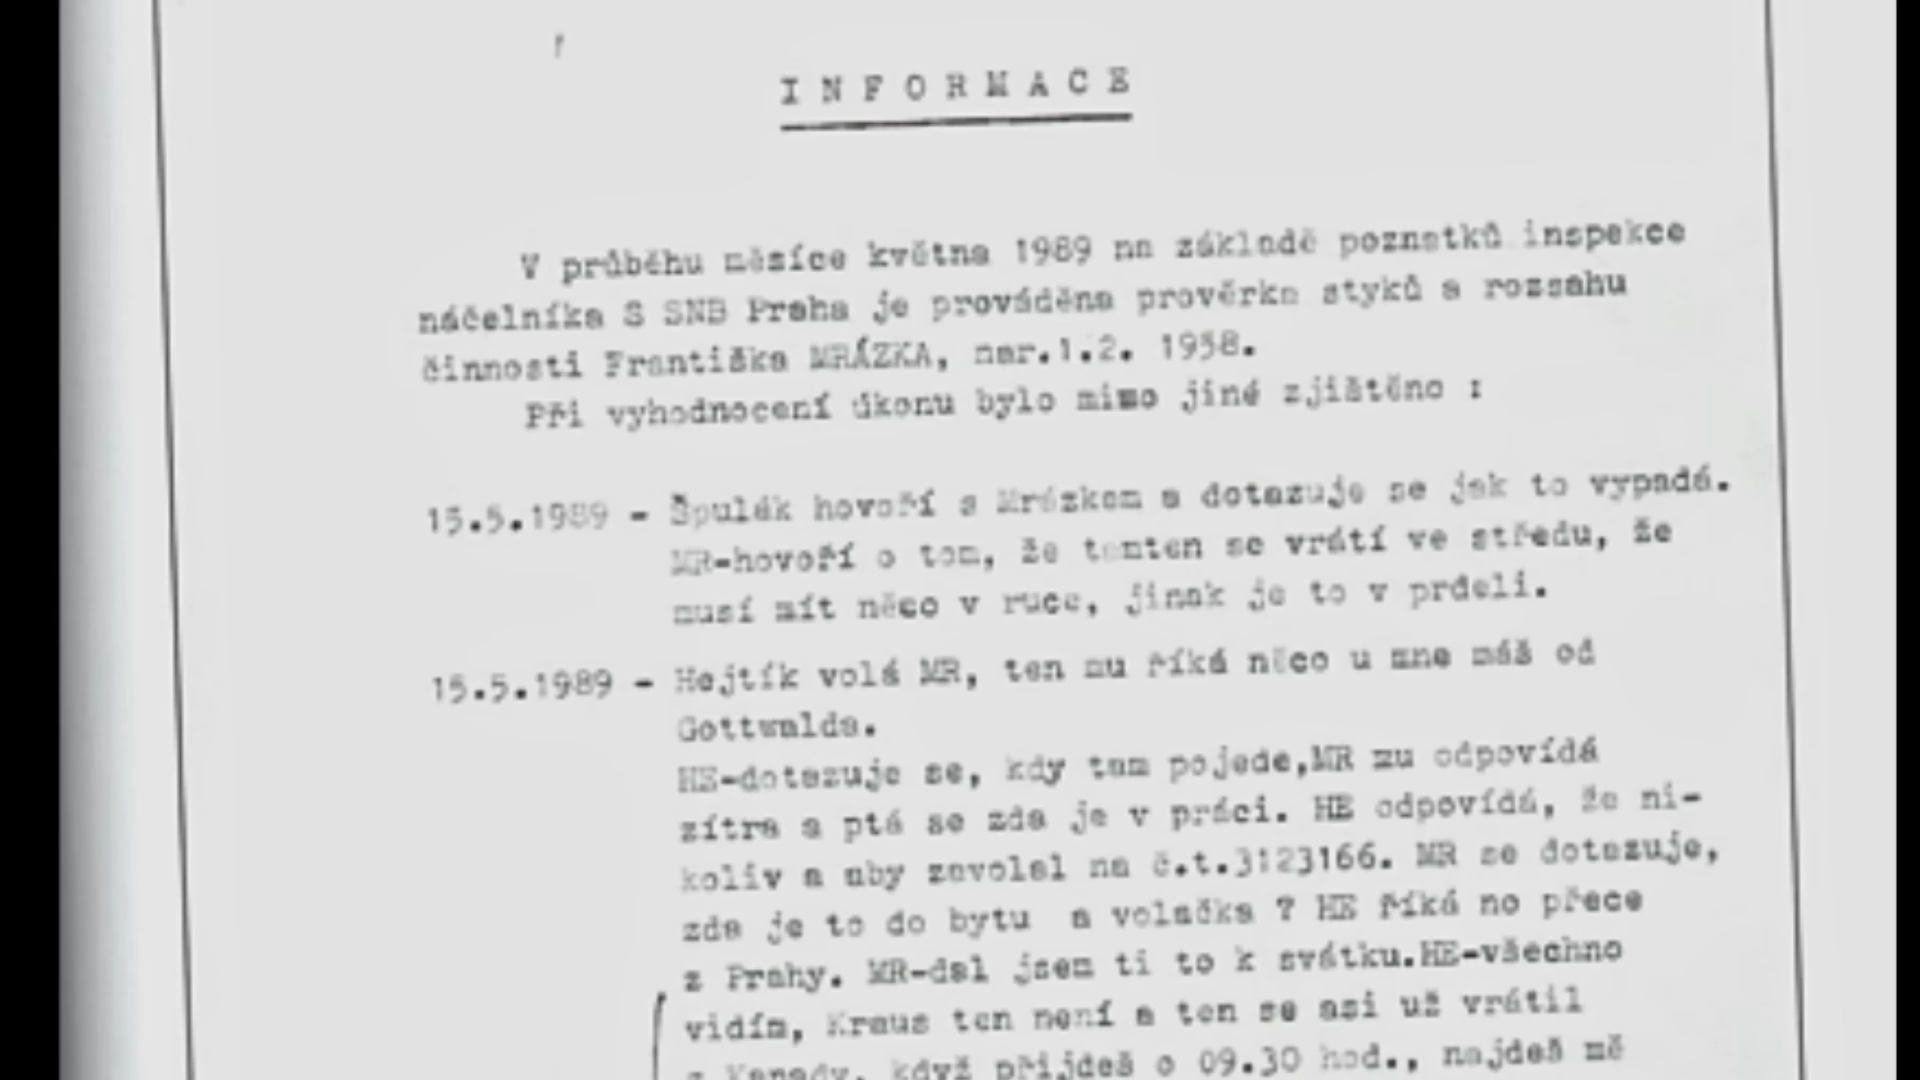 INFORMACE
V průběhu měsíce května 1989 na základě poznatků inspekce
náčelníka S SNB Praha je prováděna prověrka styků a rozsahu
činnosti Františka MRÁZKA, nar.1.2. 1958.
Při vyhodnocení úkonu bylo mimo jiné zjištěno :
15.5.1989 - Špulák hovoří s Mrázkem a dotazuje se jak to vypadá.
MR-hovoří o tom, že tenten se vrátí ve středu, že
musí mít něco v ruce, jinak je to v prdeli.
15.5.1989 - Hejtík volá MR, ten mu říká něco u mne máš od
Gottwalda.
HE-dotazuje se, kdy tam pojede,MR mu odpovídá
zítra a ptá se zda je v práci. HE odpovídá, že ni-
koliv a aby zavolal na č.t.3123166. MR se dotazuje,
zda je to do bytu a volačka ? HE říká no přece
z Prahy. MR-dal jsem ti to k svátku.HE-všechno
vidím, Kraus ten není a ten se asi už vrátil
z Kanady, když přijdeš o 09.30 hod., najdeš mě